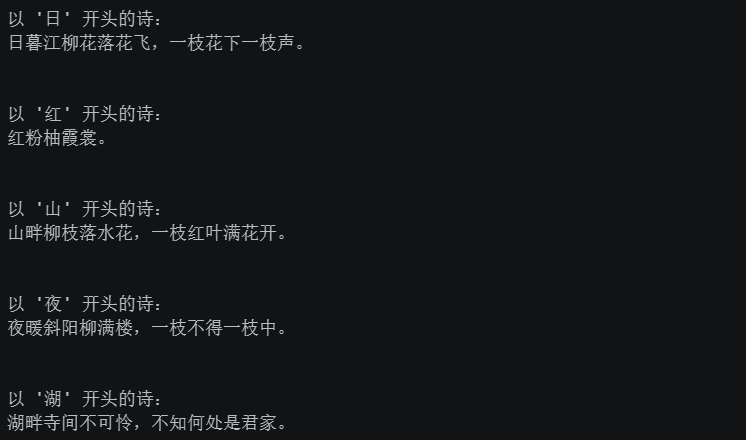 以 '日' 开头的诗:
日暮江柳花落花飞，一枝花下一枝声。
以 '红' 开头的诗:
红粉柚霞裳。
以 '山' 开头的诗:
山畔柳枝落水花，一枝红叶满花开。
以 '夜' 开头的诗:
夜暖斜阳柳满楼，一枝不得一枝中。
以 '湖' 开头的诗:
湖畔寺间不可怜，不知何处是君家。